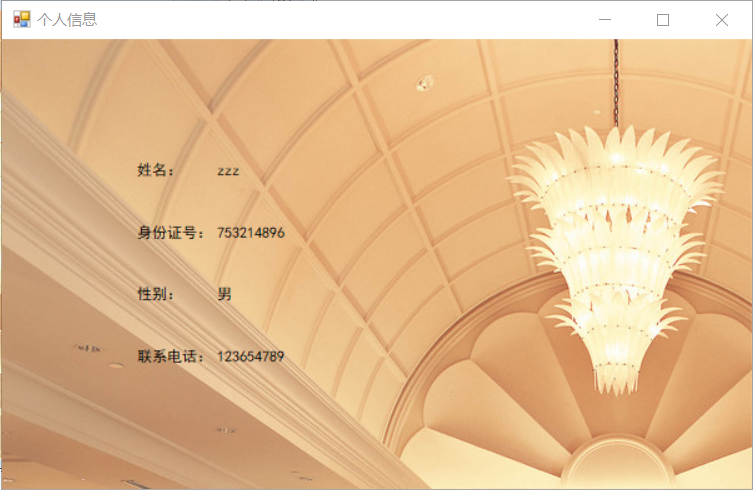 个人信息
姓名： zzz
身份证号： 753214896
性别： 男
联系电话： 123654789